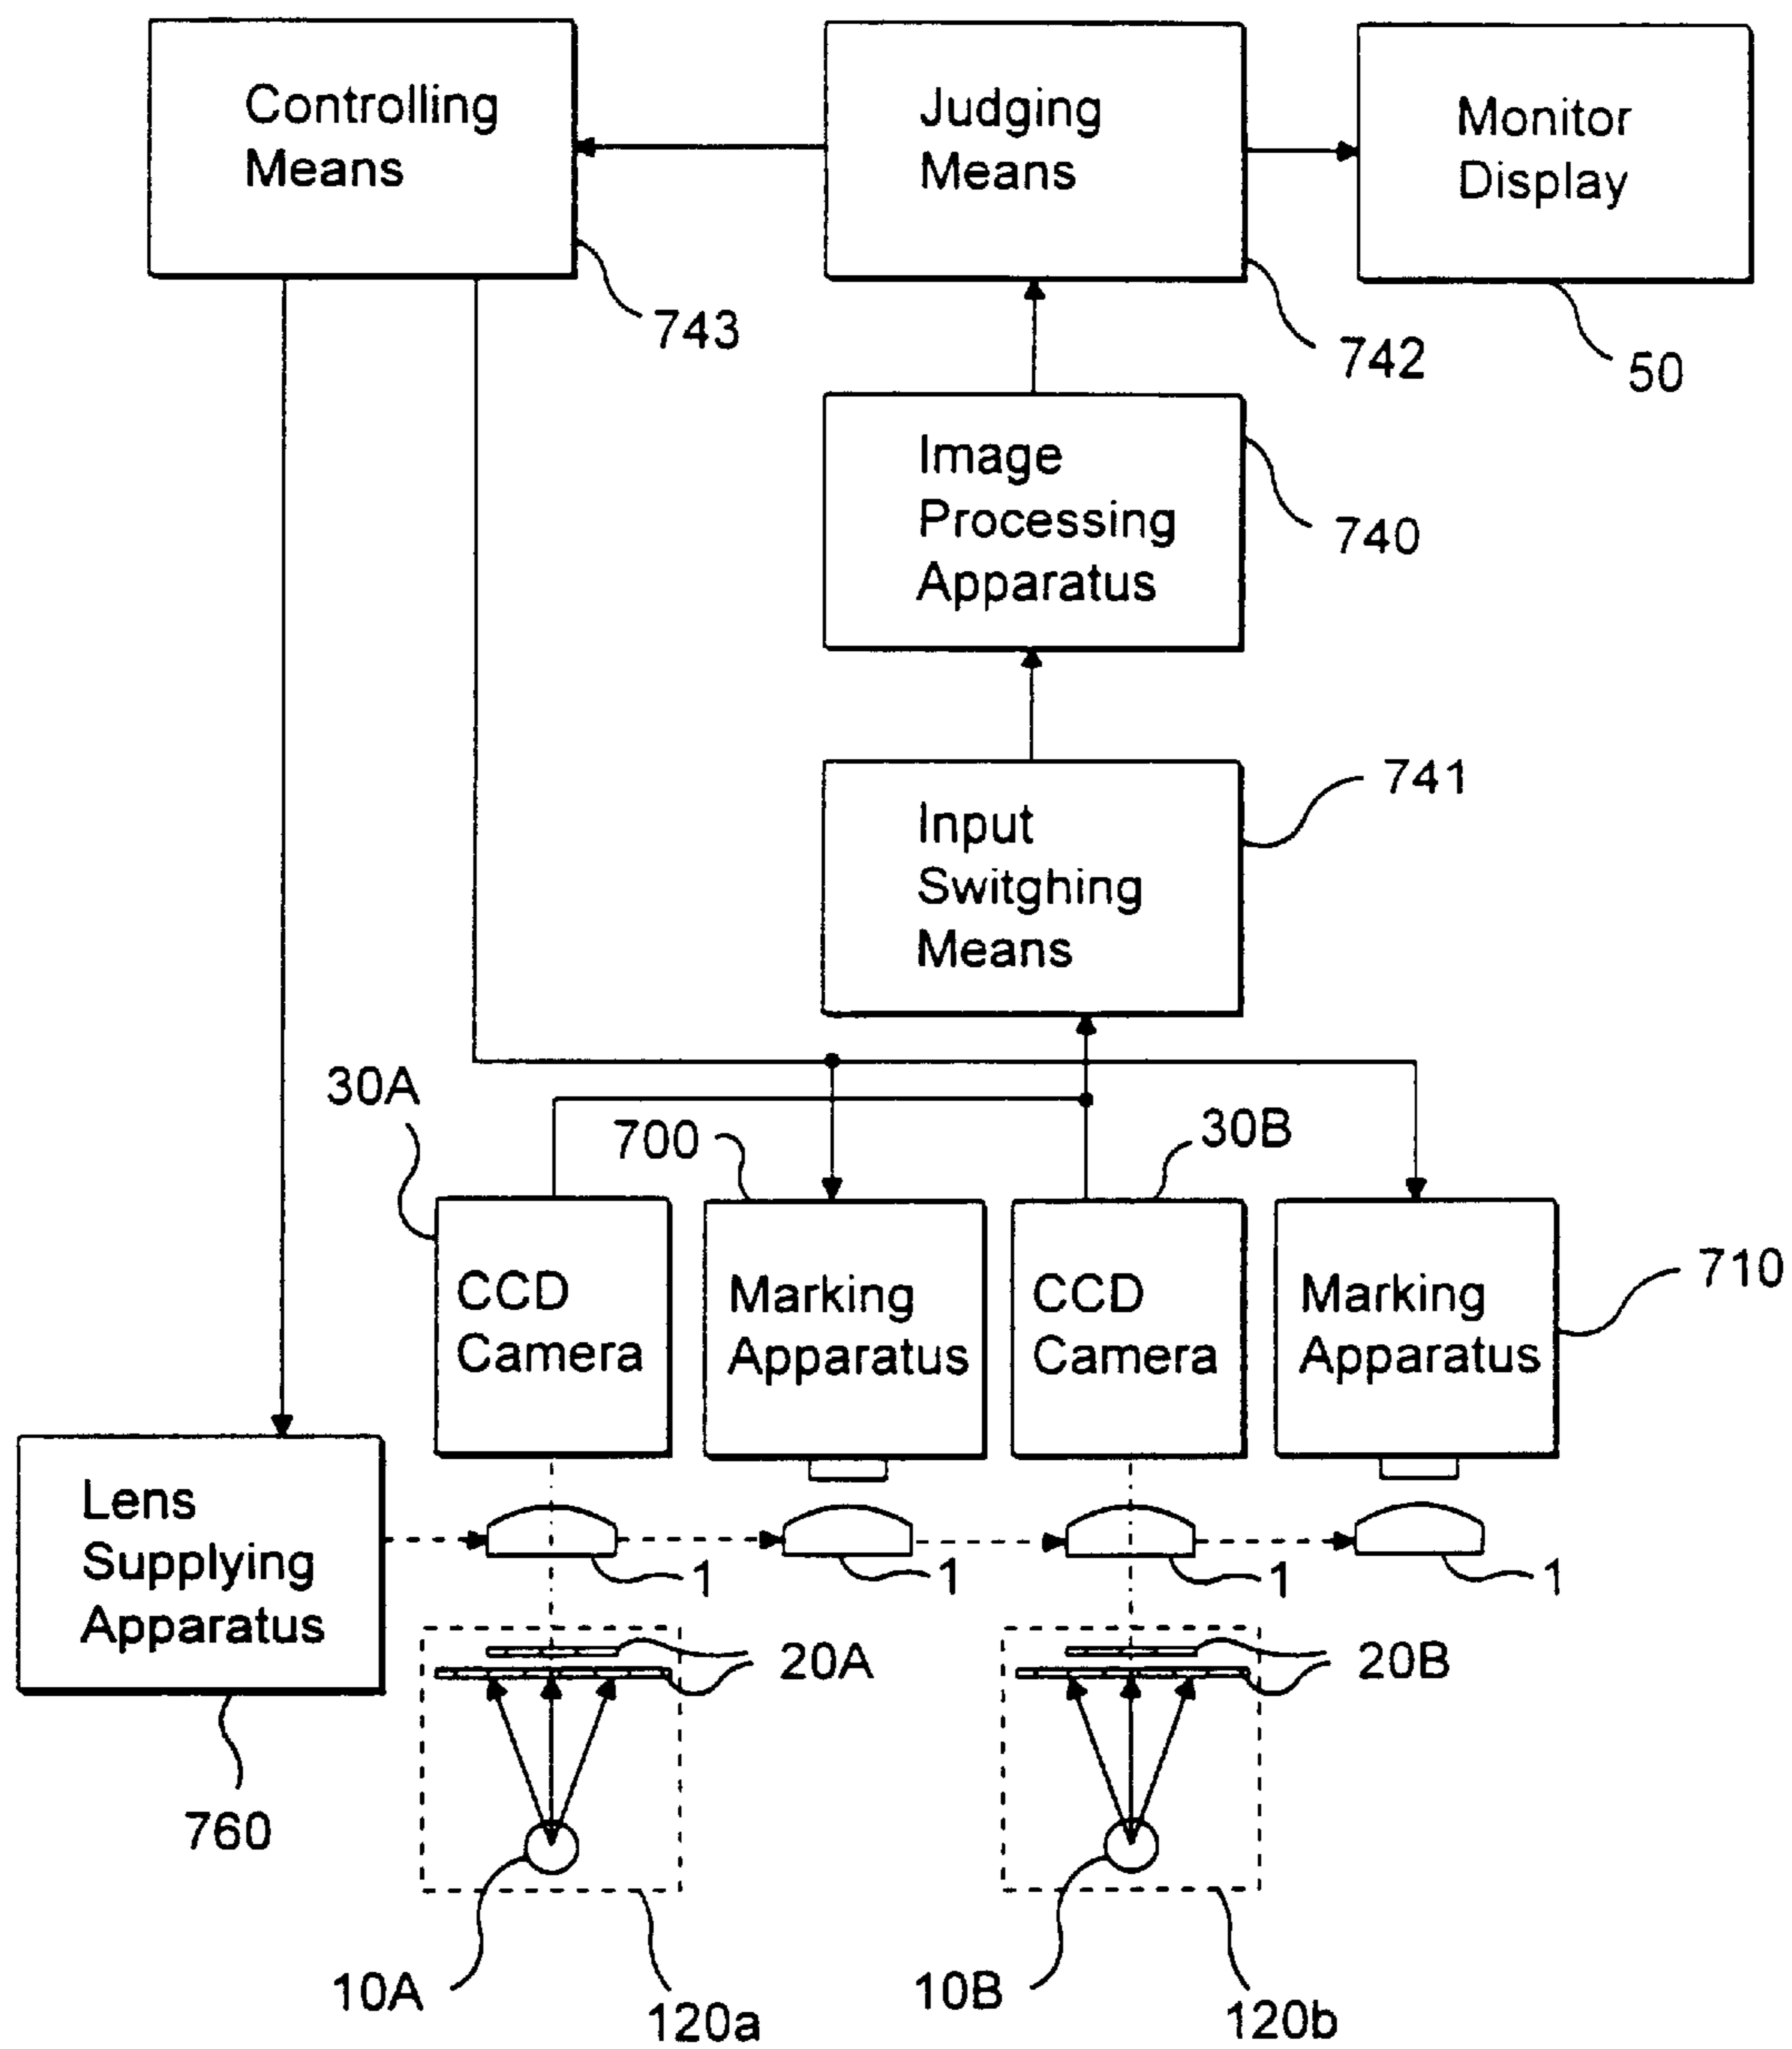 Controlling
Means
Judging
Means
Monitor
Display
743
742
50
Image
Processing
Apparatus
740
741
Input
Switghing
Means
30A
700
30B
CCD
Camera
Marking
Apparatus
CCD
Camera
Marking
Apparatus
710
Lens
Supplying
Apparatus
1
1
1
1
20A
20B
760
10A
120a
10B
120b